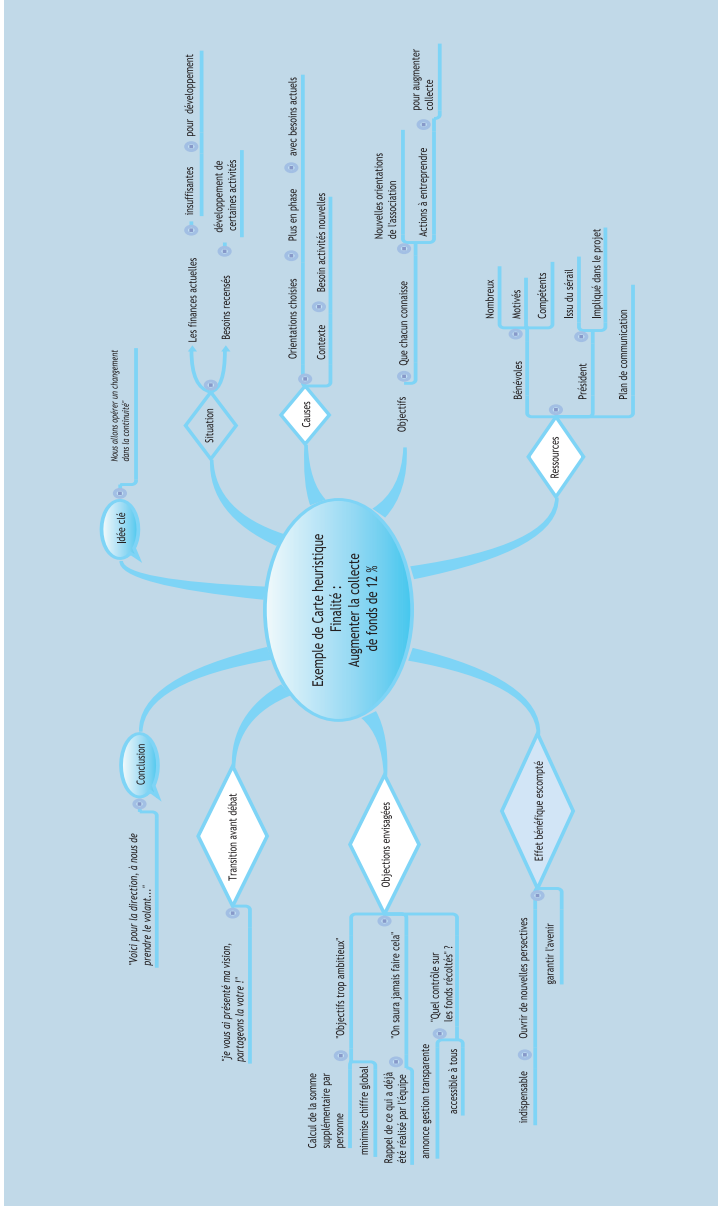 Exemple de Carte heuristique
Finalité :
Augmenter la collecte
de fonds de 12 %
Idée clé
Nous allons opérer un changement
dans la continuité"
Situation
Les finances actuelles
insuffisantes
pour développement
Besoins recensés
développement de
certaines activités
Causes
Orientations choisies
Plus en phase
avec besoins actuels
Contexte
Besoin activités nouvelles
Objectifs
Que chacun connaisse
Nouvelles orientations
de l'association
Actions à entreprendre
pour augmenter
collecte
Ressources
Bénévoles
Nombreux
Motivés
Compétents
Président
Issu du sérail
Impliqué dans le projet
Plan de communication
Effet bénéfique escompté
Ouvrir de nouvelles persectives
indispensable
garantir l'avenir
Objections envisagées
"Objectifs trop ambitieux"
Calcul de la somme
supplémentaire par
personne
minimise chiffre global
"On saura jamais faire cela"
Rappel de ce qui a déjà
été réalisé par l'équipe
"Quel contrôle sur
les fonds récoltés" ?
annonce gestion transparente
accessible à tous
Transition avant débat
"je vous ai présenté ma vision,
partageons la votre !"
Conclusion
"Voici pour la direction, à nous de
prendre le volant..."